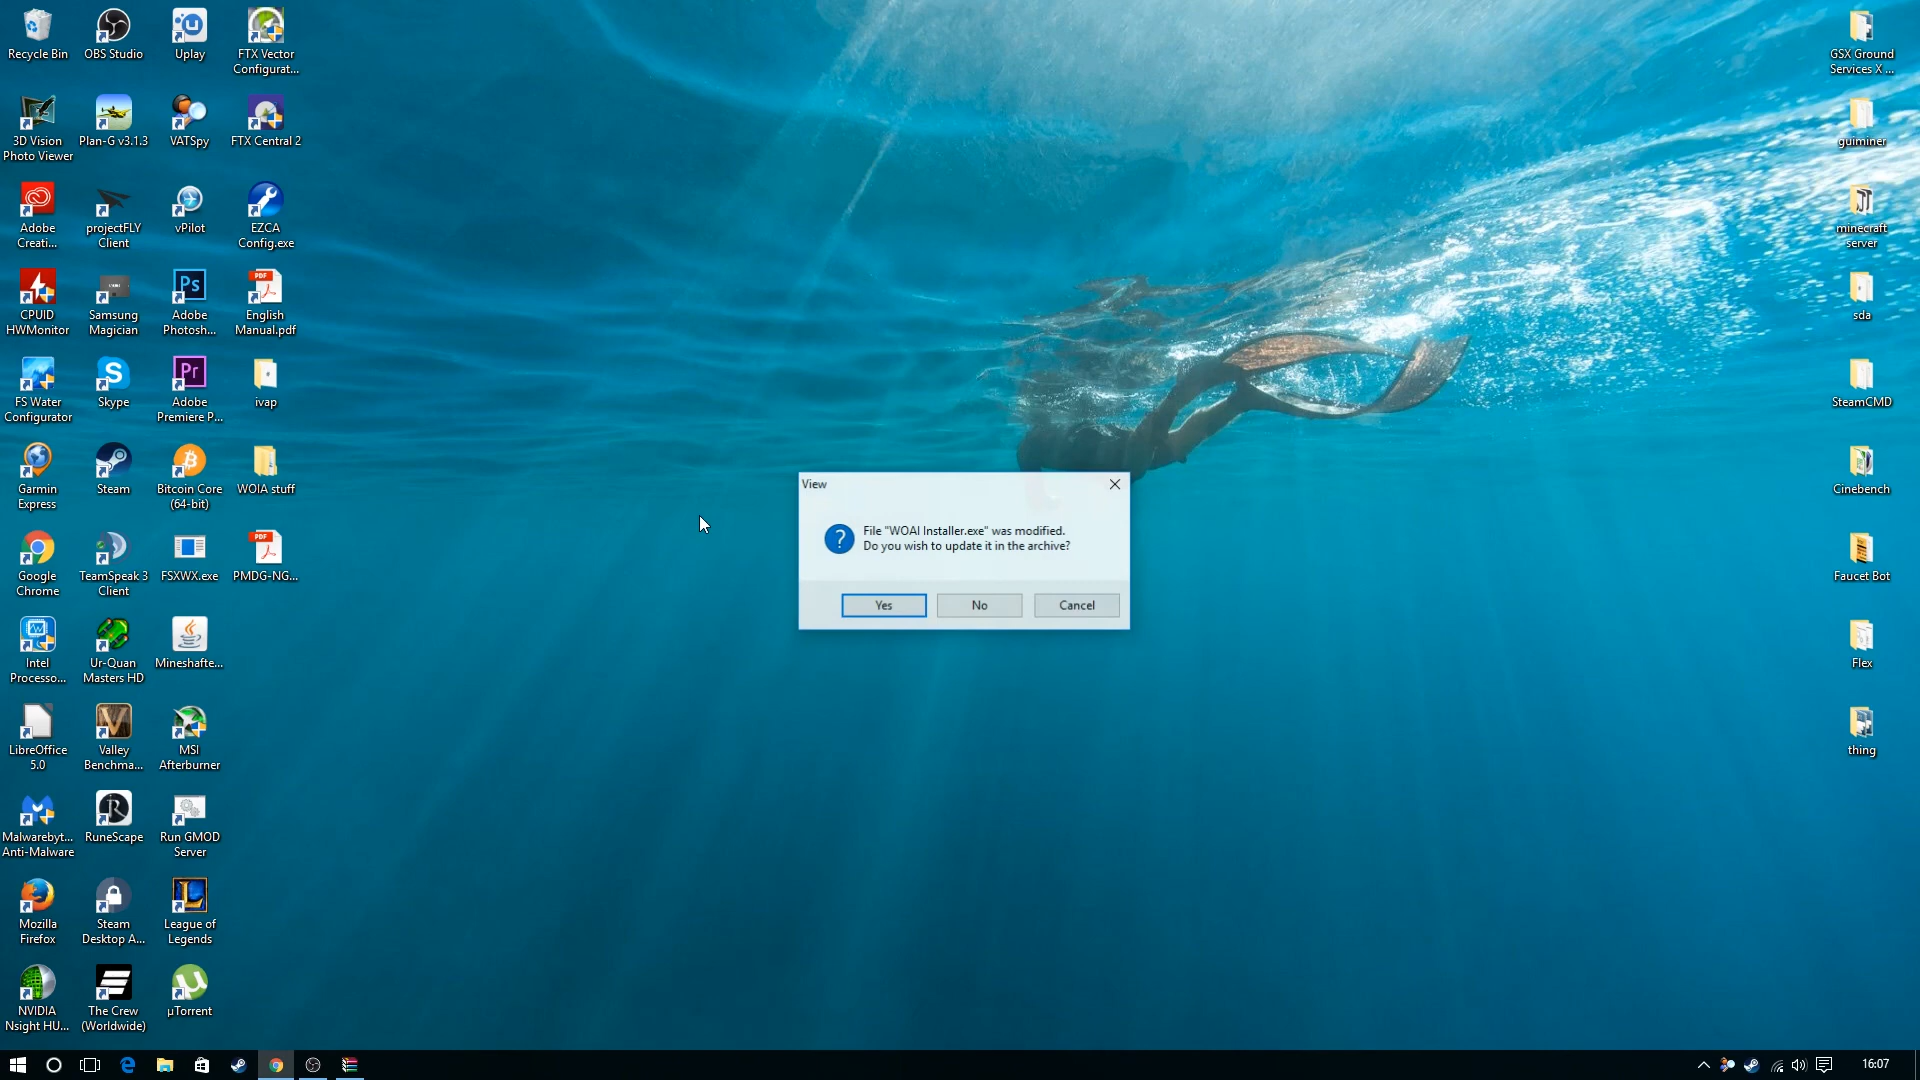 Recycle Bin
OBS Studio
Uplay
FTX Vector
Configurat...
3D Vision
Photo Viewer
Plan-G v3.1.3
VATSpy
FTX Central 2
Adobe
Creati...
projectFLY
Client
vPilot
EZCA
Config.exe
CPUID
HWMonitor
Samsung
Magician
Adobe
Photosh...
English
Manual.pdf
FS Water
Configurator
Skype
Adobe
Premiere P...
ivap
Garmin
Express
Steam
Bitcoin Core
(64-bit)
WOIA stuff
Google
Chrome
TeamSpeak 3
Client
FSXWX.exe
PMDG-NG...
Intel
Processo...
Ur-Quan
Masters HD
Mineshafte...
LibreOffice
5.0
Valley
Benchma...
MSI
Afterburner
Malwarebyt...
Anti-Malware
RuneScape
Run GMOD
Server
Mozilla
Firefox
Steam
Desktop A...
League of
Legends
NVIDIA
Nsight HU...
The Crew
(Worldwide)
µTorrent
View
File "WOAI Installer.exe" was modified.
Do you wish to update it in the archive?
Yes
No
Cancel
GSX Ground
Services X ...
guiminer
minecraft
server
sda
SteamCMD
Cinebench
Faucet Bot
Flex
thing
16:07